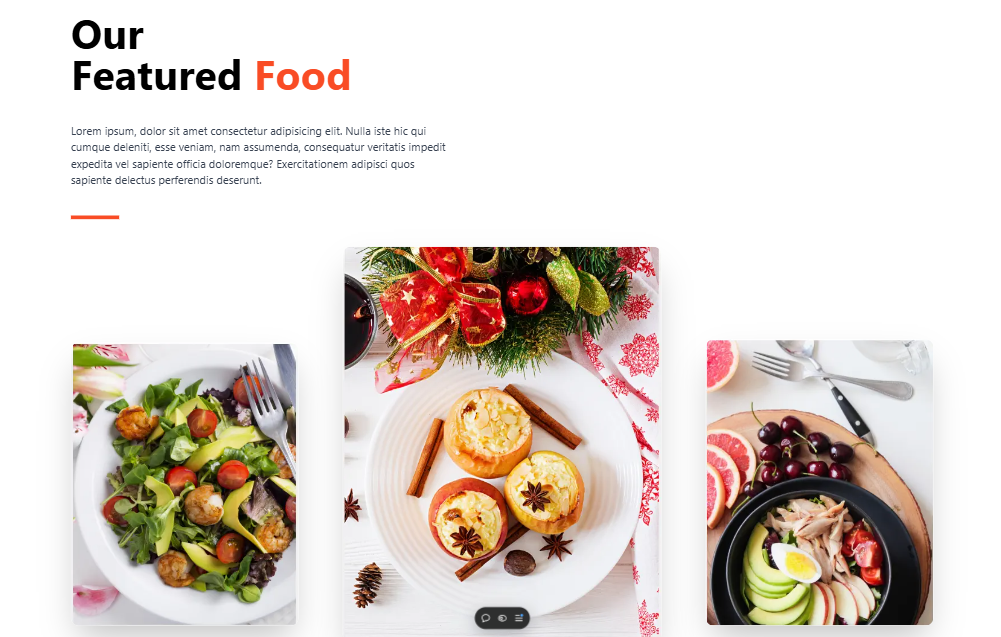 Our
Featured Food
Lorem ipsum, dolor sit amet consectetur adipisicing elit. Nulla iste hic qui
cumque deleniti, esse veniam, nam assumenda, consequatur veritatis impedit
expedita vel sapiente officia doloremque? Exercitationem adipisci quos
sapiente delectus perferendis deserunt.